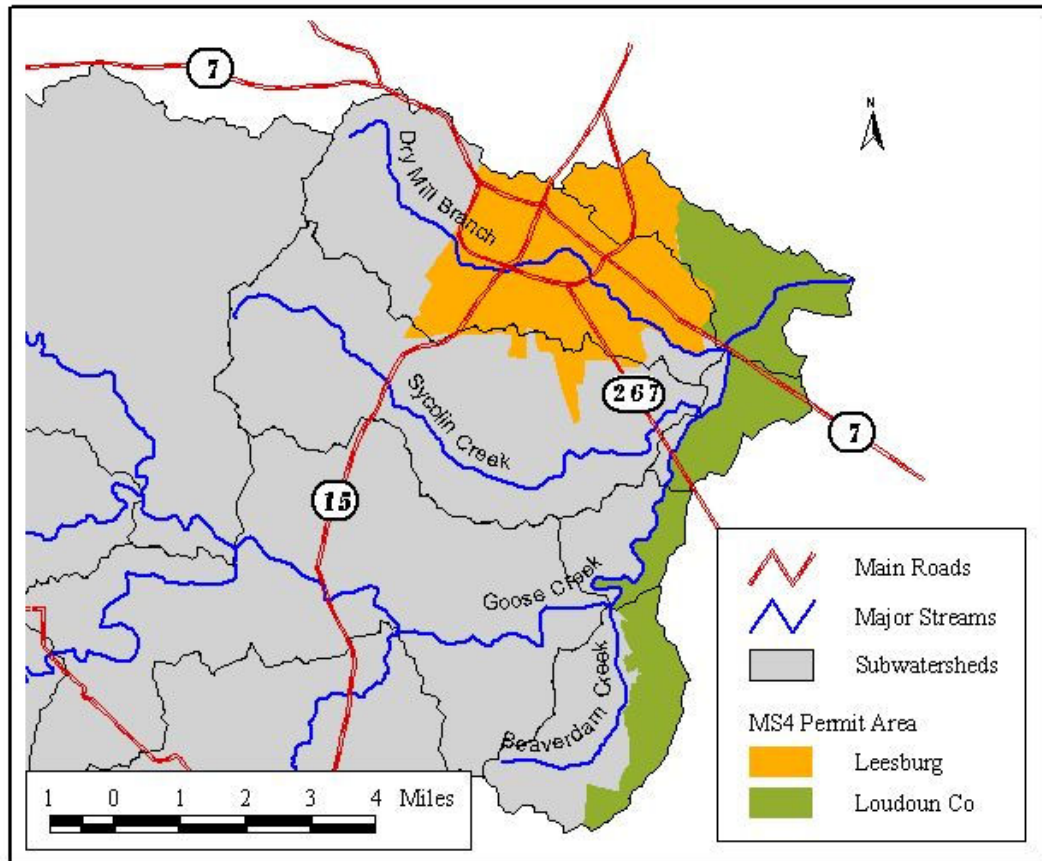 7
N
Dry Mill Branch
267
7
Sycolin Creek
15
Goose Creek
Beaverdam Creek
Main Roads
Major Streams
Subwatersheds
MS4 Permit Area
Leesburg
Loudoun Co
1 0 1 2 3 4 Miles